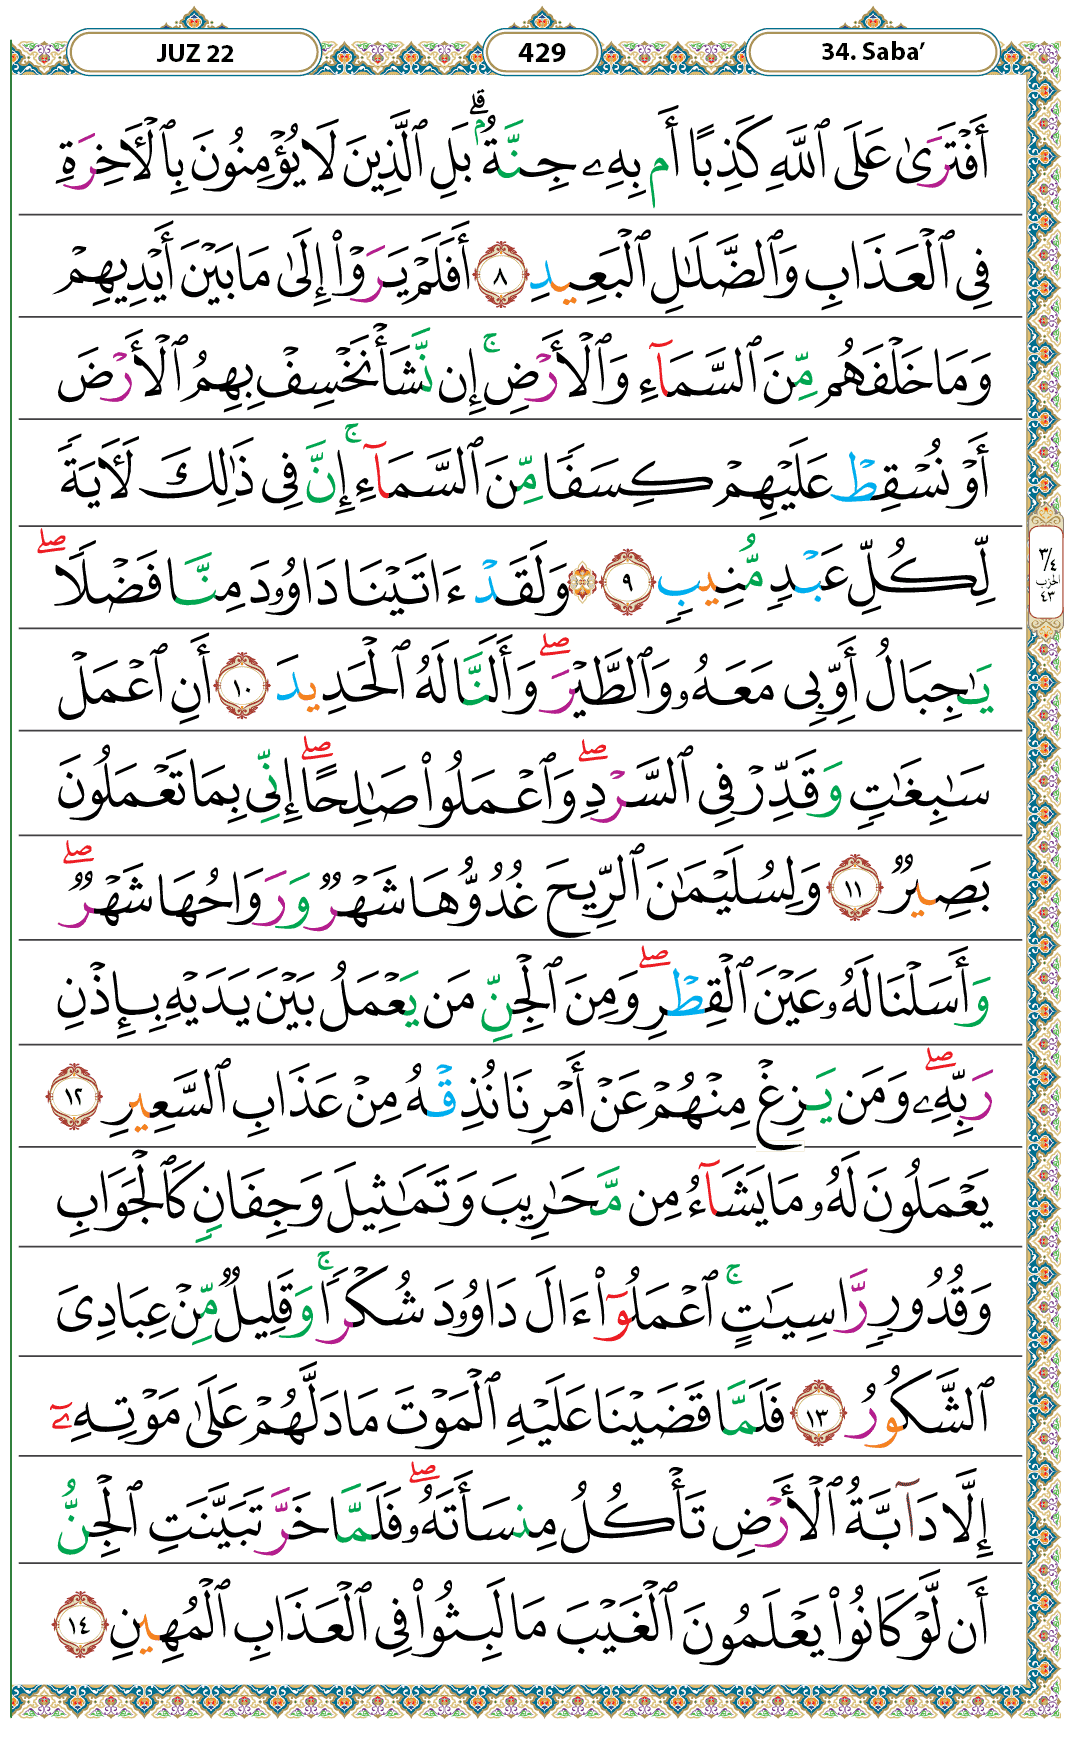 JUZ 22
429
34. Saba’
أَفۡتَرَىٰ عَلَى ٱللَّهِ كَذِبًا أَم بِهِۦ جِنَّةُۢۗ بَلِ ٱلَّذِينَ لَا يُؤۡمِنُونَ بِٱلۡأٓخِرَةِ
فِي ٱلۡعَذَابِ وَٱلضَّلَٰلِ ٱلۡبَعِيدِ ٨ أَفَلَمۡ يَرَوۡاْ إِلَىٰ مَا بَيۡنَ أَيۡدِيهِمۡ
وَمَا خَلۡفَهُم مِّنَ ٱلسَّمَآءِ وَٱلۡأَرۡضِۚ إِن نَّشَأۡ نَخۡسِفۡ بِهِمُ ٱلۡأَرۡضَ
أَوۡ نُسۡقِطۡ عَلَيۡهِمۡ كِسَفٗا مِّنَ ٱلسَّمَآءِۚ إِنَّ فِي ذَٰلِكَ لَأٓيَةٗ
لِّكُلِّ عَبۡدٖ مُّنِيبٖ ٩ ۞ وَلَقَدۡ ءَاتَيۡنَا دَاوُۥدَ مِنَّا فَضۡلٗاۖ
يَٰجِبَالُ أَوِّبِي مَعَهُۥ وَٱلطَّيۡرَۖ وَأَلَنَّا لَهُ ٱلۡحَدِيدَ ١٠ أَنِ ٱعۡمَلۡ
سَٰبِغَٰتٖ وَقَدِّرۡ فِي ٱلسَّرۡدِۖ وَٱعۡمَلُواْ صَٰلِحًاۖ إِنِّي بِمَا تَعۡمَلُونَ
بَصِيرٞ ١١ وَلِسُلَيۡمَٰنَ ٱلرِّيحَ غُدُوُّهَا شَهۡرٞ وَرَوَاحُهَا شَهۡرٞۖ
وَأَسَلۡنَا لَهُۥ عَيۡنَ ٱلۡقِطۡرِۖ وَمِنَ ٱلۡجِنِّ مَن يَعۡمَلُ بَيۡنَ يَدَيۡهِ بِإِذۡنِ
رَبِّهِۦۖ وَمَن يَزِغۡ مِنۡهُمۡ عَنۡ أَمۡرِنَا نُذِقۡهُ مِنۡ عَذَابِ ٱلسَّعِيرِ ١٢
يَعۡمَلُونَ لَهُۥ مَا يَشَآءُ مِن مَّحَٰرِيبَ وَتَمَٰثِيلَ وَجِفَانٖ كَٱلۡجَوَابِ
وَقُدُورٖ رَّاسِيَٰتٍۚ ٱعۡمَلُوٓاْ ءَالَ دَاوُۥدَ شُكۡرٗاۚ وَقَلِيلٞ مِّنۡ عِبَادِيَ
ٱلشَّكُورُ ١٣ فَلَمَّا قَضَيۡنَا عَلَيۡهِ ٱلۡمَوۡتَ مَا دَلَّهُمۡ عَلَىٰ مَوۡتِهِۦٓ
إِلَّا دَآبَّةُ ٱلۡأَرۡضِ تَأۡكُلُ مِنسَأَتَهُۥۖ فَلَمَّا خَرَّ تَبَيَّنَتِ ٱلۡجِنُّ
أَن لَّوۡ كَانُواْ يَعۡلَمُونَ ٱلۡغَيۡبَ مَا لَبِثُواْ فِي ٱلۡعَذَابِ ٱلۡمُهِينِ ١٤
٣/٤
الحزب
٤٣